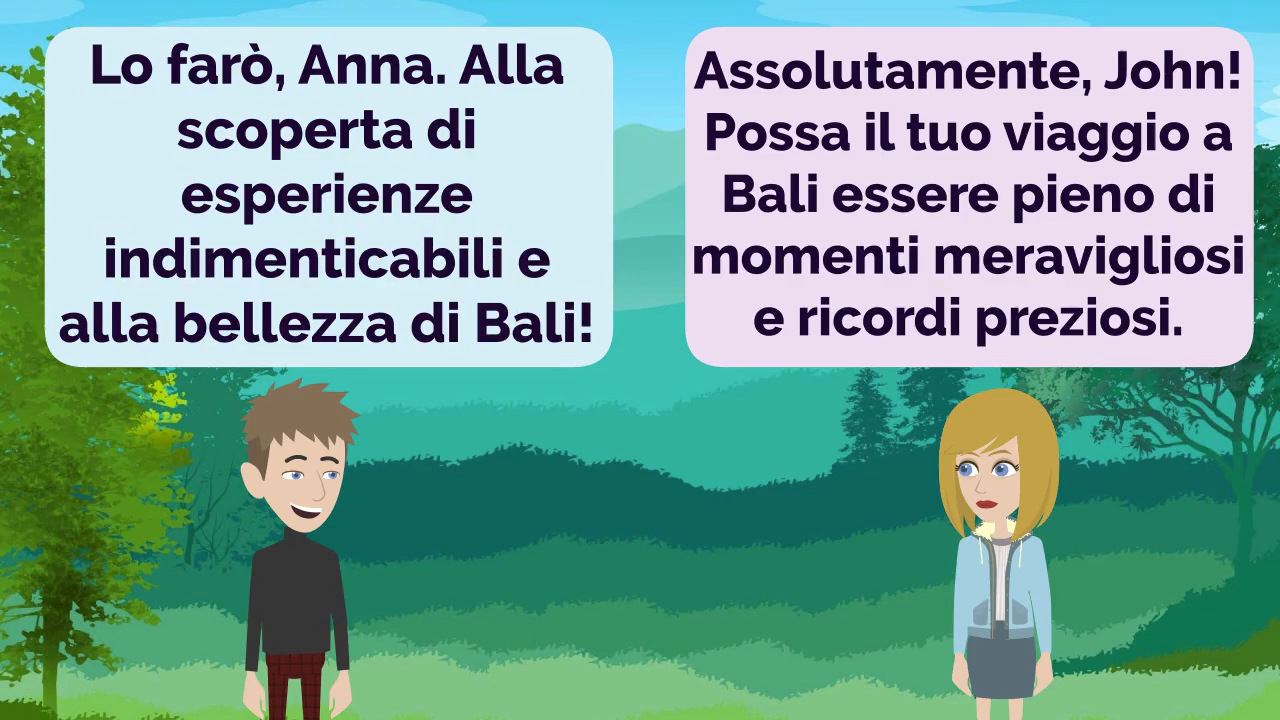 Lo farò, Anna. Alla
scoperta di
esperienze
indimenticabili e
alla bellezza di Bali!
Assolutamente, John!
Possa il tuo viaggio a
Bali essere pieno di
momenti meravigliosi
e ricordi preziosi.